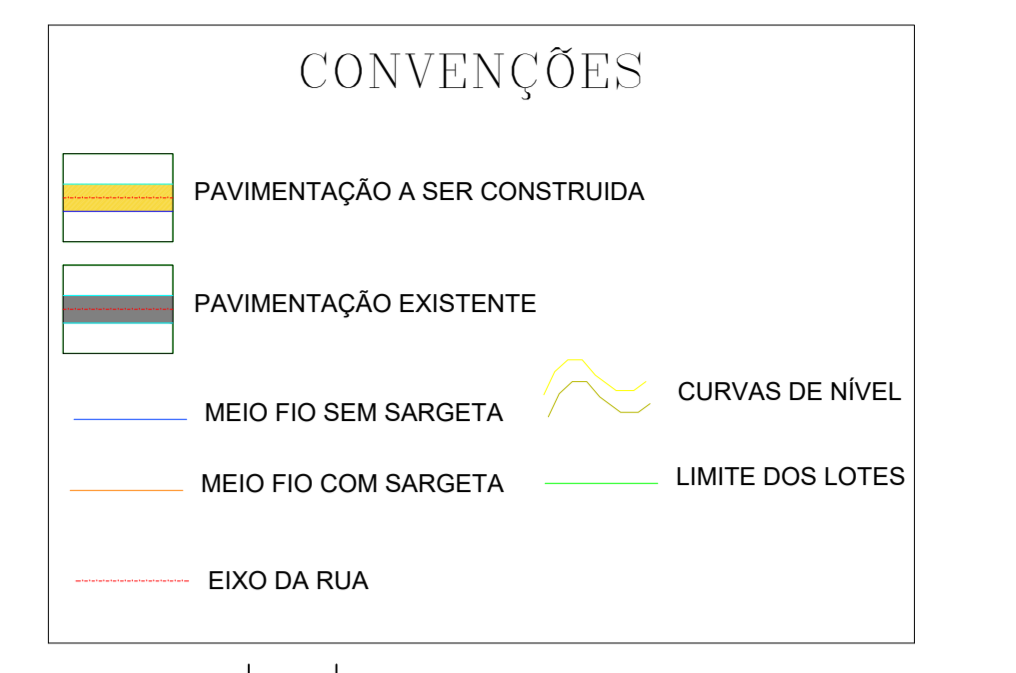 CONVENÇÕES
PAVIMENTAÇÃO A SER CONSTRUIDA
PAVIMENTAÇÃO EXISTENTE
CURVAS DE NÍVEL
MEIO FIO SEM SARGETA
LIMITE DOS LOTES
MEIO FIO COM SARGETA
EIXO DA RUA